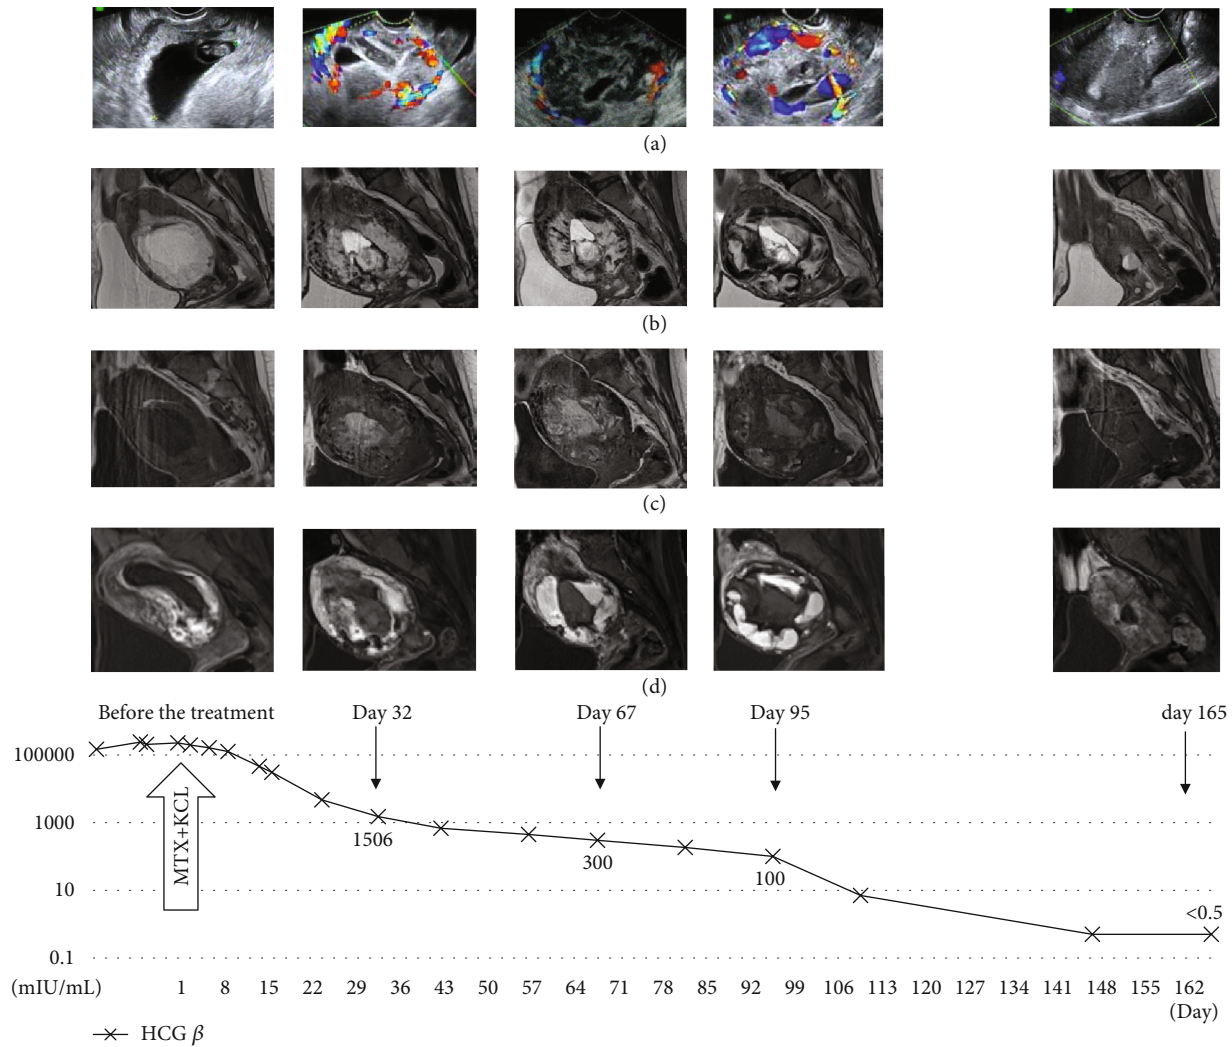 (a)
(b)
(c)
(d)
Before the treatment Day 32 Day 67 Day 95 day 165
100000
1000
10
0.1
MTX+KCL
1506
300
100
<0.5
(mIU/mL) 1 8 15 22 29 36 43 50 57 64 71 78 85 92 99 106 113 120 127 134 141 148 155 162
(Day)
HCG β